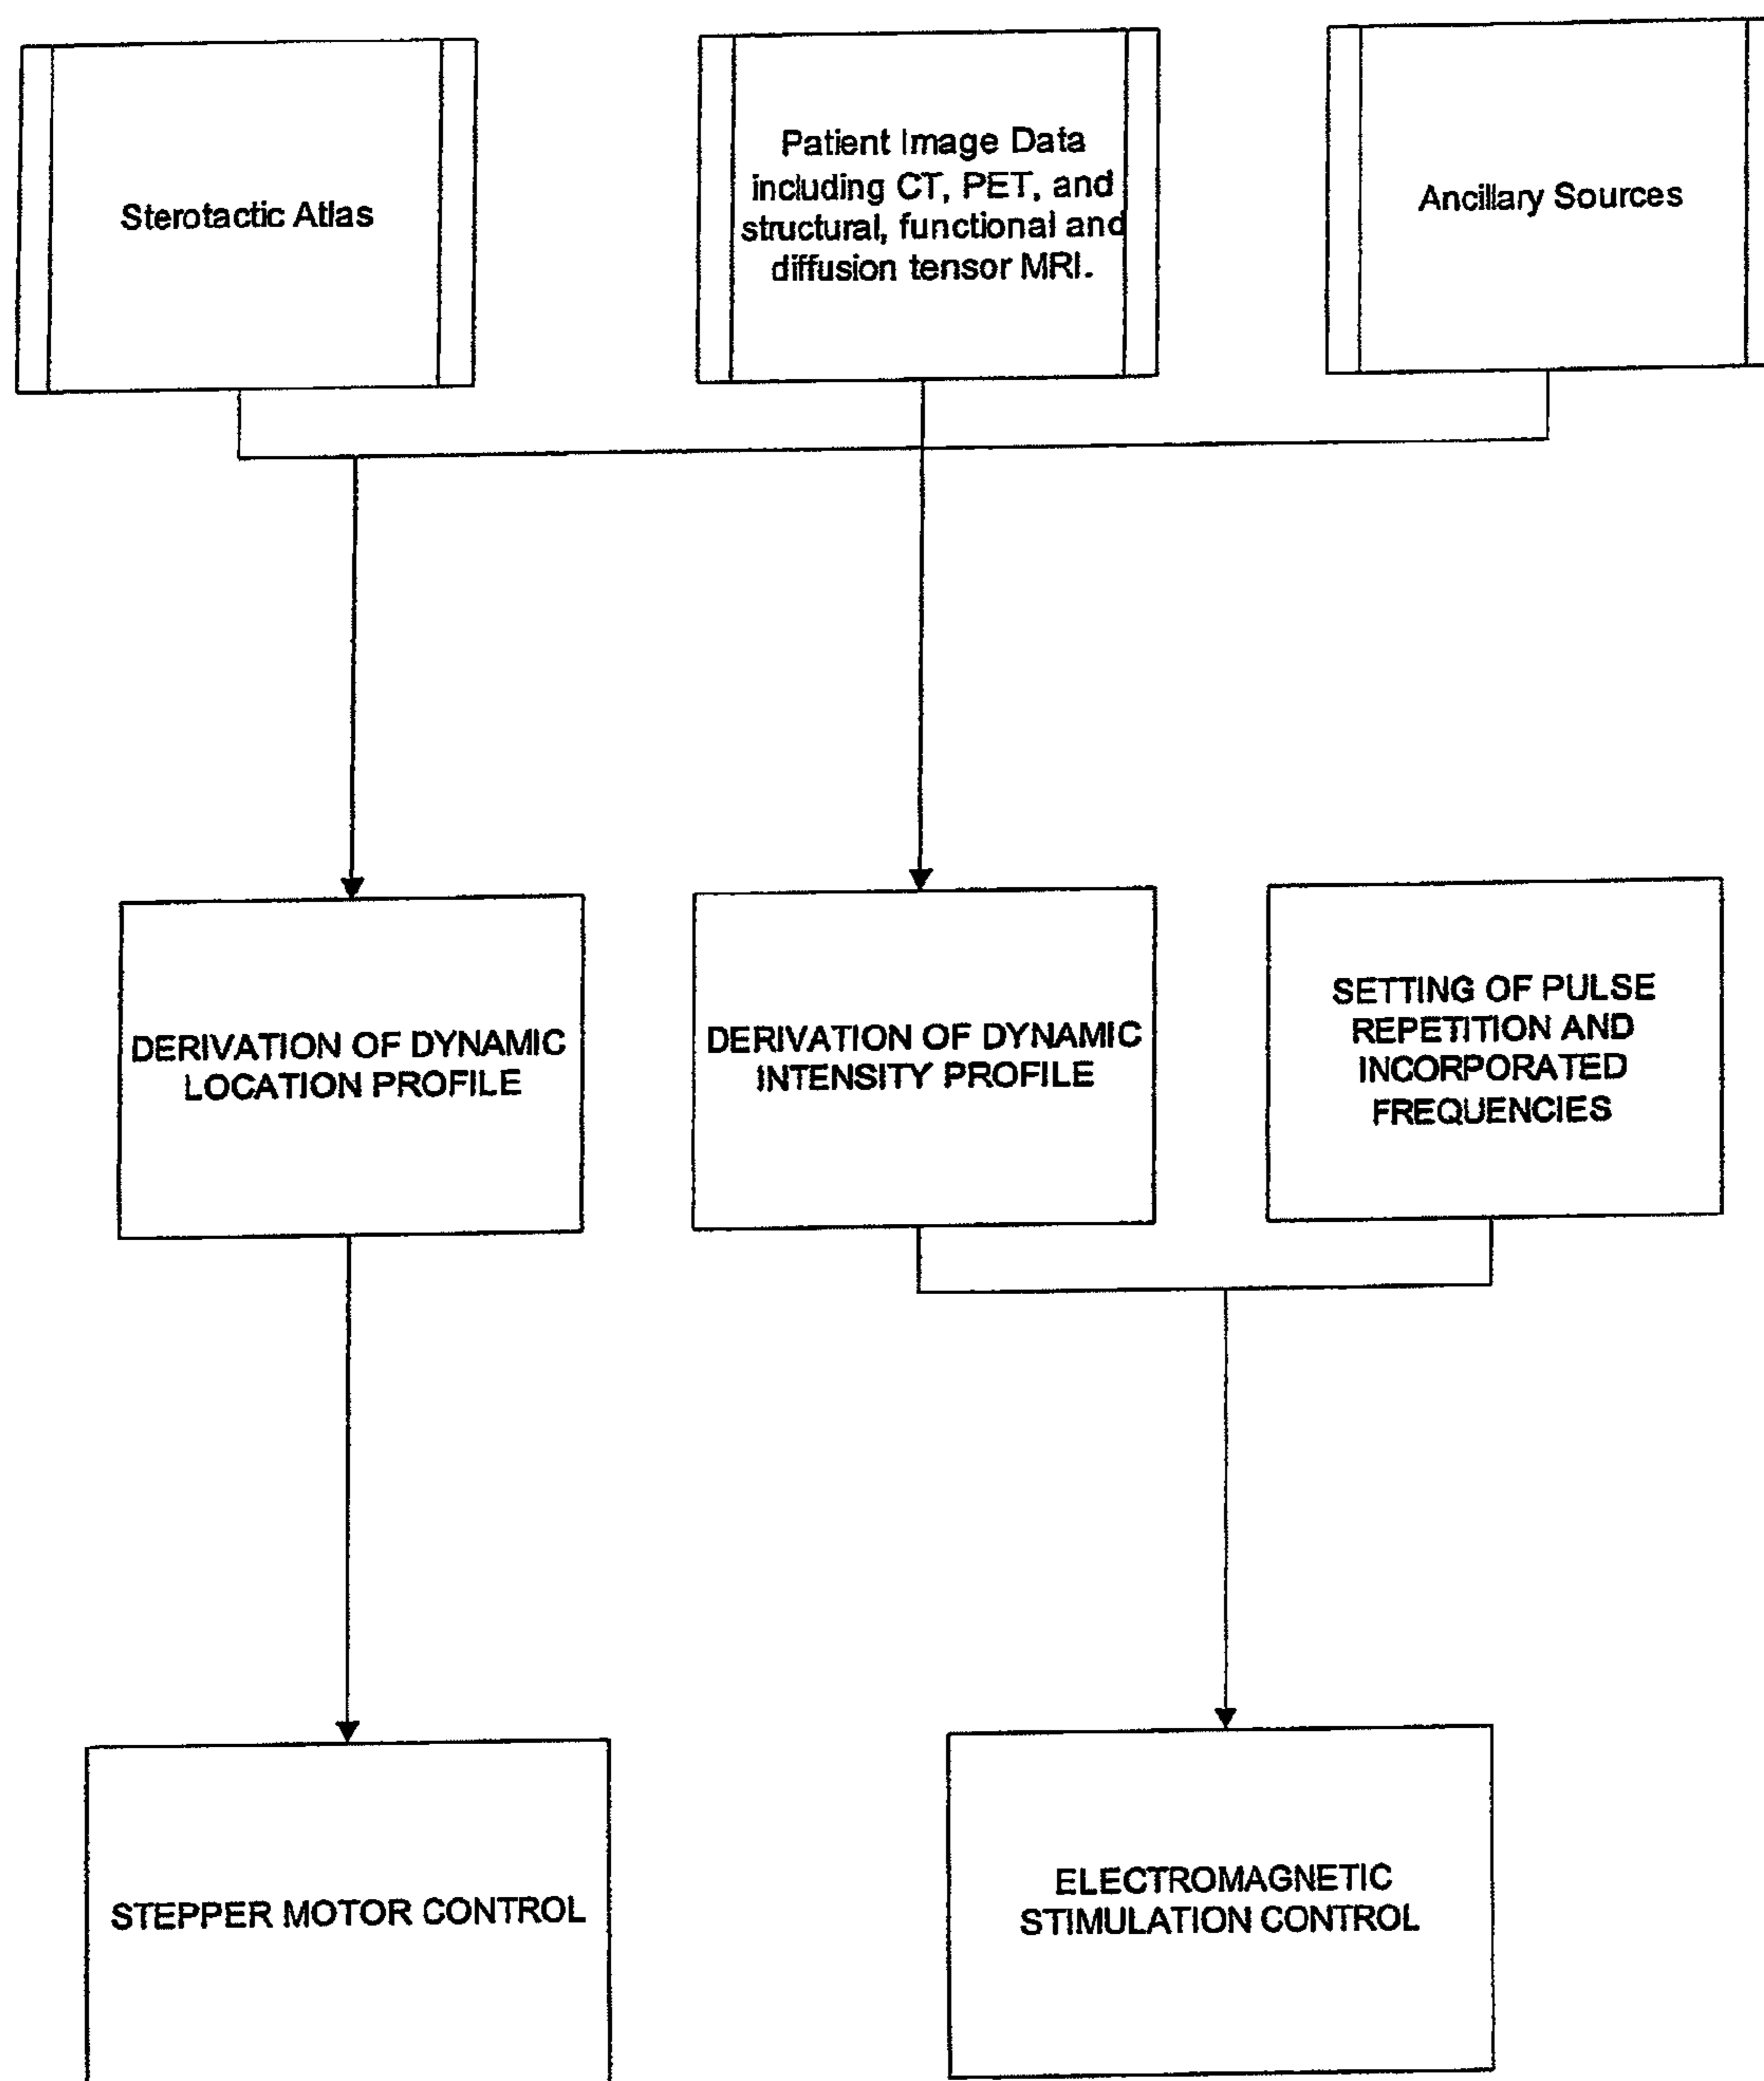 Sterotactic Atlas
Patient Image Data
including CT, PET, and
structural, functional and
diffusion tensor MRI.
Ancillary Sources
DERIVATION OF DYNAMIC
LOCATION PROFILE
DERIVATION OF DYNAMIC
INTENSITY PROFILE
SETTING OF PULSE
REPETITION AND
INCORPORATED
FREQUENCIES
STEPPER MOTOR CONTROL
ELECTROMAGNETIC
STIMULATION CONTROL